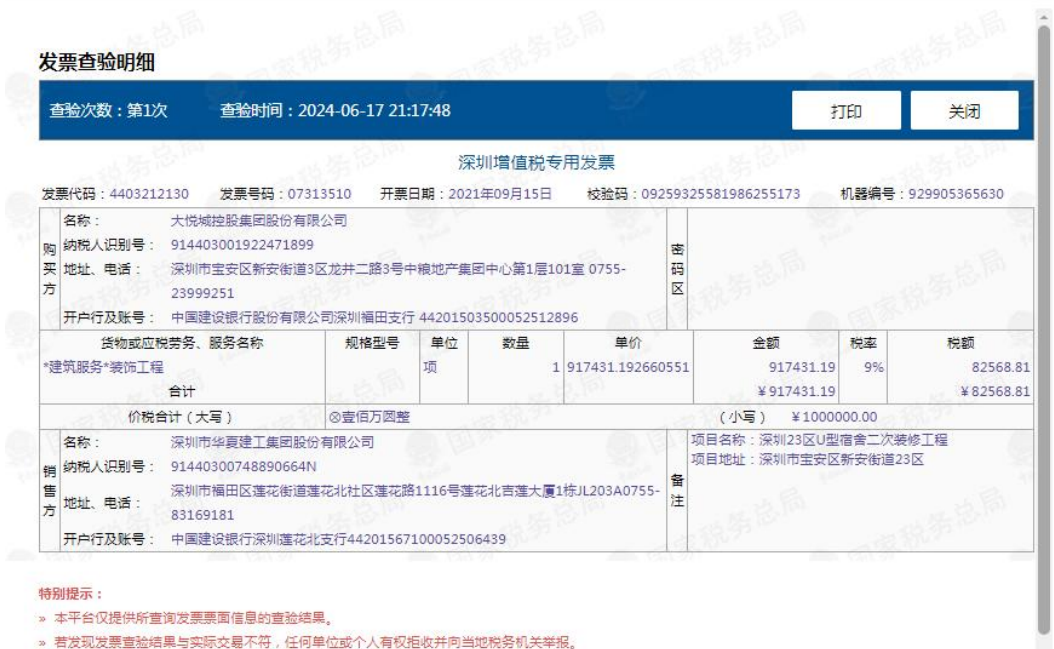 发票查验明细
查验次数：第1次 查验时间：2024-06-17 21:17:48 打印 关闭
深圳增值税专用发票
发票代码：4403212130 发票号码：07313510 开票日期：2021年09月15日 校验码：09259325581986255173 机器编号：929905365630
购买方
名称： 大悦城控股集团股份有限公司
纳税人识别号： 914403001922471899
地址、电话： 深圳市宝安区新安街道3区龙井二路3号中粮地产集团中心第1层101室 0755-
23999251
开户行及账号： 中国建设银行股份有限公司深圳福田支行 44201503500052512896
密码区
货物或应税劳务、服务名称 规格型号 单位 数量 单价 金额 税率 税额
*建筑服务*装饰工程 项 1 917431.192660551 917431.19 9% 82568.81
合计 ￥917431.19 ￥82568.81
价税合计（大写） ⊗壹佰万圆整 （小写） ￥1000000.00
销售方
名称： 深圳市华夏建工集团股份有限公司
纳税人识别号： 91440300748890664N
地址、电话： 深圳市福田区莲花街道莲花北社区莲花路1116号莲花北吉莲大厦1栋JL203A0755-
83169181
开户行及账号： 中国建设银行深圳莲花北支行44201567100052506439
备注
项目名称：深圳23区U型宿舍二次装修工程
项目地址：深圳市宝安区新安街道23区
特别提示：
» 本平台仅提供所查询发票票面信息的查验结果。
» 若发现发票查验结果与实际交易不符，任何单位或个人有权拒收并向当地税务机关举报。
国家税务总局